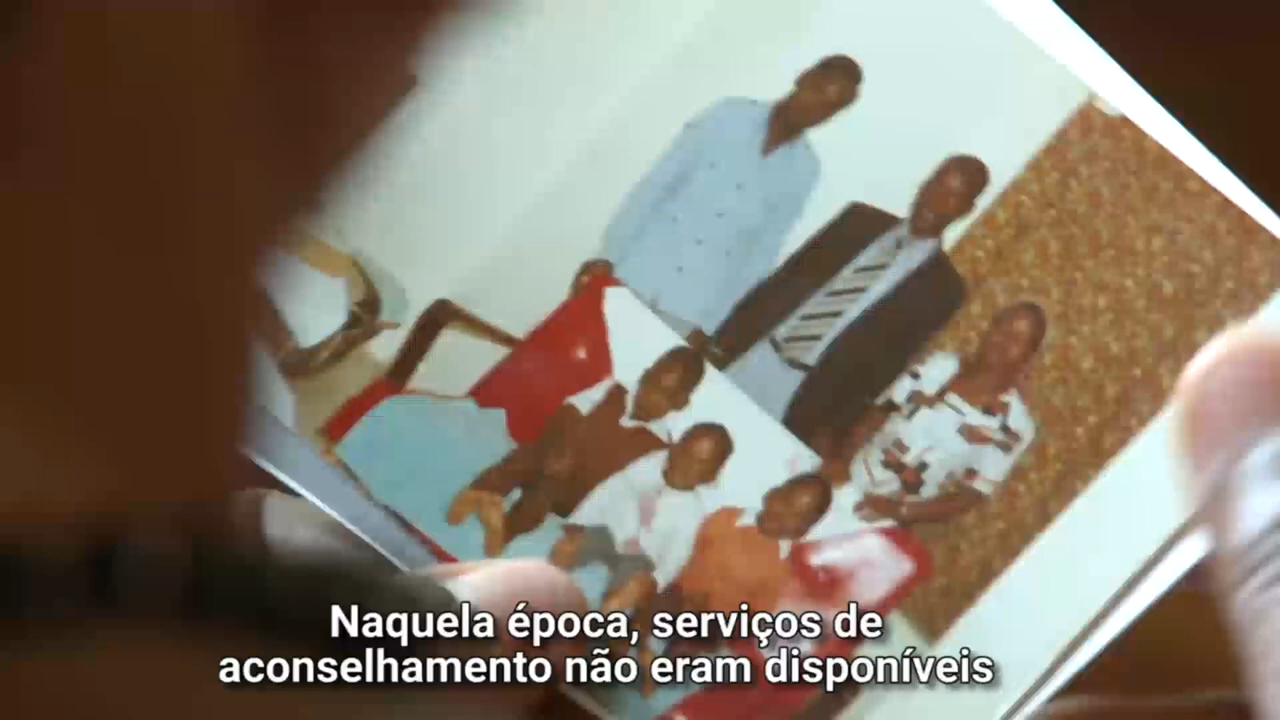 Naquela época, serviços de
aconselhamento não eram disponíveis